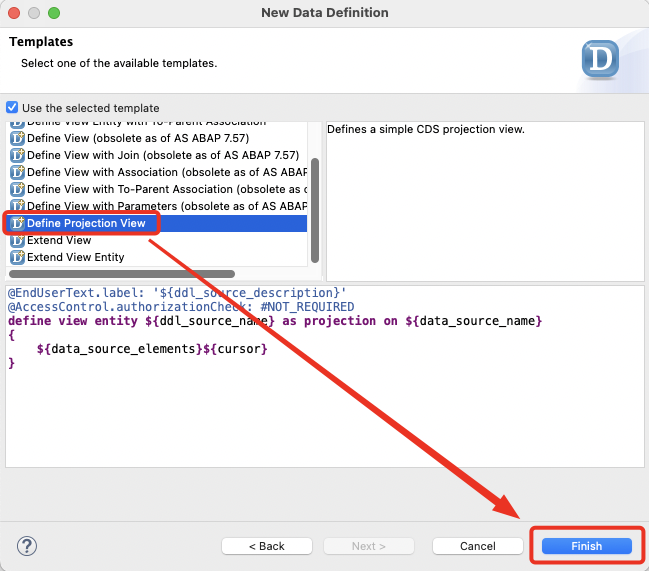 New Data Definition
Templates
Select one of the available templates.
D
Use the selected template
Define View Entity with To-Parent Association
Define View (obsolete as of AS ABAP 7.57)
Define View with Join (obsolete as of AS ABAP 7.57)
Define View with Association (obsolete as of AS ABAP
Define View with To-Parent Association (obsolete as o
Define View with Parameters (obsolete as of AS ABAP
Define Projection View
Extend View
Extend View Entity
Defines a simple CDS projection view.
@EndUserText.label: '${ddl_source_description}'
@AccessControl.authorizationCheck: #NOT_REQUIRED
define view entity ${ddl_source_name} as projection on ${data_source_name}
{
${data_source_elements}${cursor}
}
?
< Back
Next >
Cancel
Finish